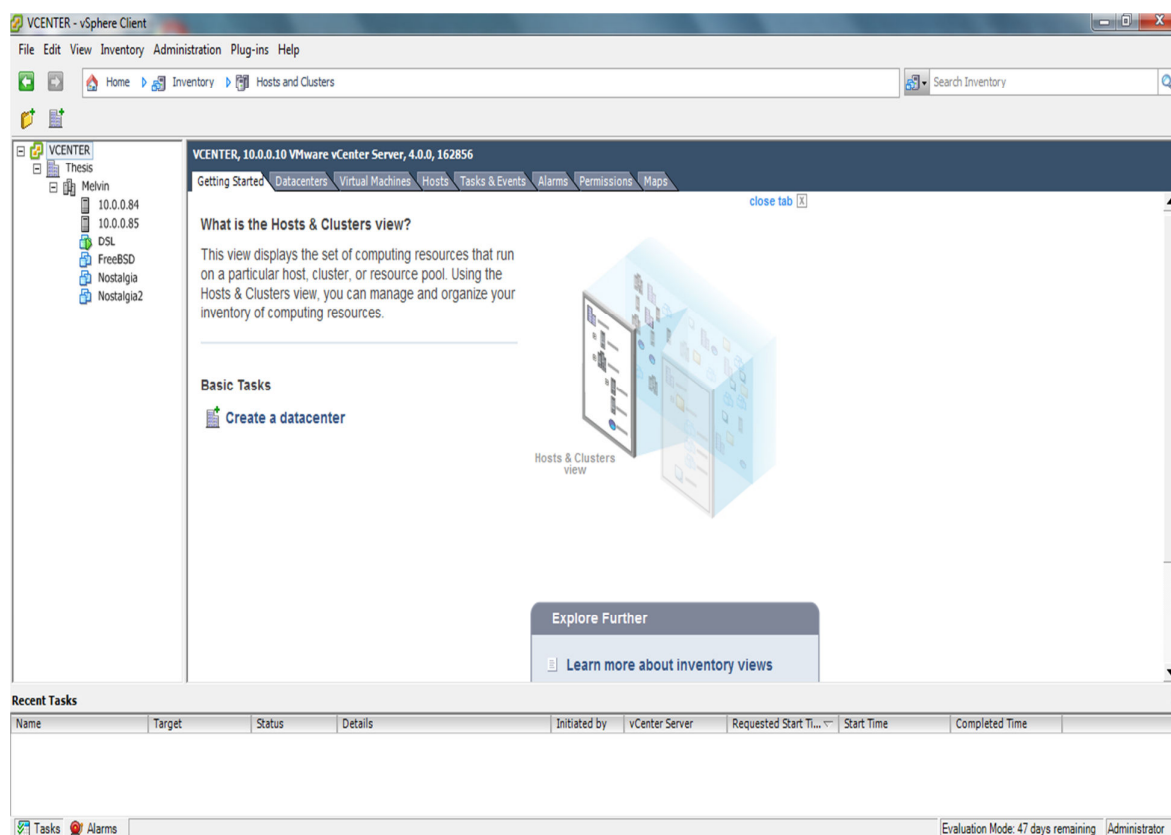 VCENTER - vSphere Client
File Edit View Inventory Administration Plug-ins Help
Home Inventory Hosts and Clusters
Search Inventory
VCENTER
Thesis
Melvin
10.0.0.84
10.0.0.85
DSL
FreeBSD
Nostalgia
Nostalgia2
VCENTER, 10.0.0.10 VMware vCenter Server, 4.0.0, 162856
Getting Started Datacenters Virtual Machines Hosts Tasks & Events Alarms Permissions Maps
close tab X
What is the Hosts & Clusters view?
This view displays the set of computing resources that run
on a particular host, cluster, or resource pool. Using the
Hosts & Clusters view, you can manage and organize your
inventory of computing resources.
Basic Tasks
Create a datacenter
Hosts & Clusters
view
Explore Further
Learn more about inventory views
Recent Tasks
Name Target Status Details Initiated by vCenter Server Requested Start Ti... Start Time Completed Time
Tasks Alarms Evaluation Mode: 47 days remaining Administrator